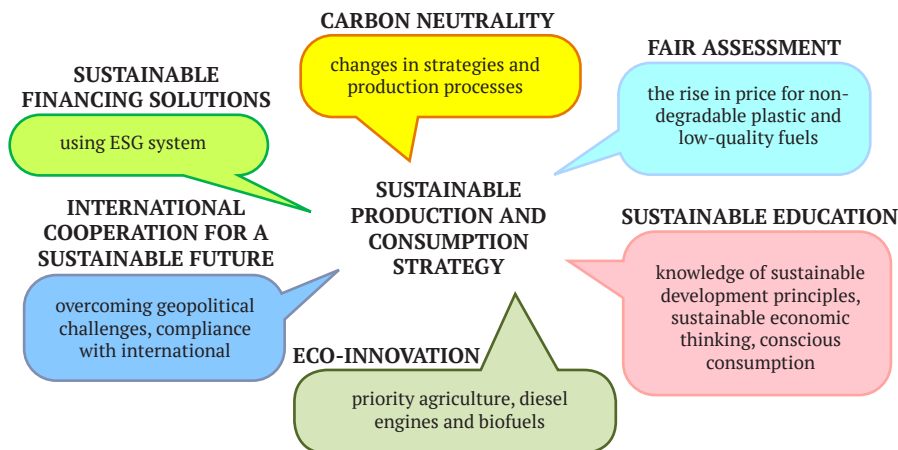 CARBON NEUTRALITY
changes in strategies and
production processes
FAIR ASSESSMENT
the rise in price for non-
degradable plastic and
low-quality fuels
SUSTAINABLE
FINANCING SOLUTIONS
using ESG system
SUSTAINABLE
PRODUCTION AND
CONSUMPTION
STRATEGY
INTERNATIONAL
COOPERATION FOR A
SUSTAINABLE FUTURE
overcoming geopolitical
challenges, compliance
with international
SUSTAINABLE EDUCATION
knowledge of sustainable
development principles,
sustainable economic
thinking, conscious
consumption
ECO-INNOVATION
priority agriculture, diesel
engines and biofuels